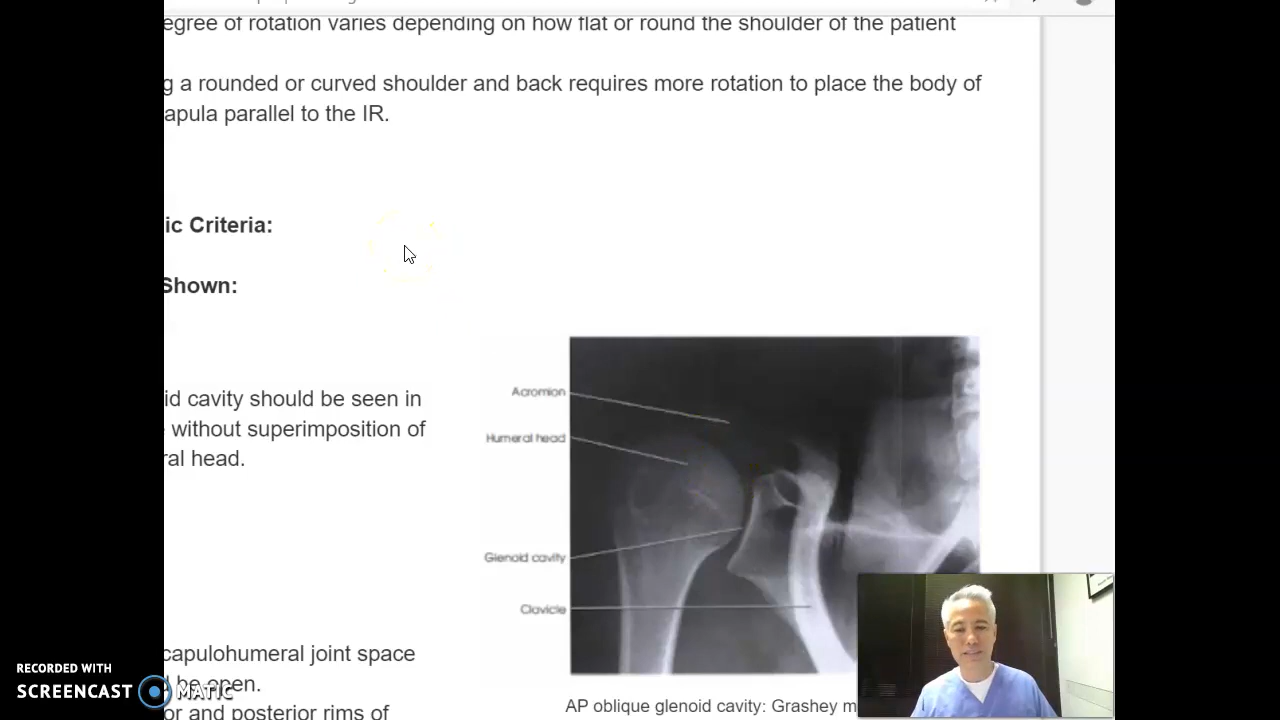 egree of rotation varies depending on how flat or round the shoulder of the patient
g a rounded or curved shoulder and back requires more rotation to place the body of
apula parallel to the IR.
ic Criteria:
Shown:
id cavity should be seen in
without superimposition of
ral head.
Acromion
Humeral head
Glenoid cavity
Clavicle
capulohumeral joint space
be open.
or and posterior rims of
AP oblique glenoid cavity: Grashey m
RECORDED WITH
SCREENCAST MATIC